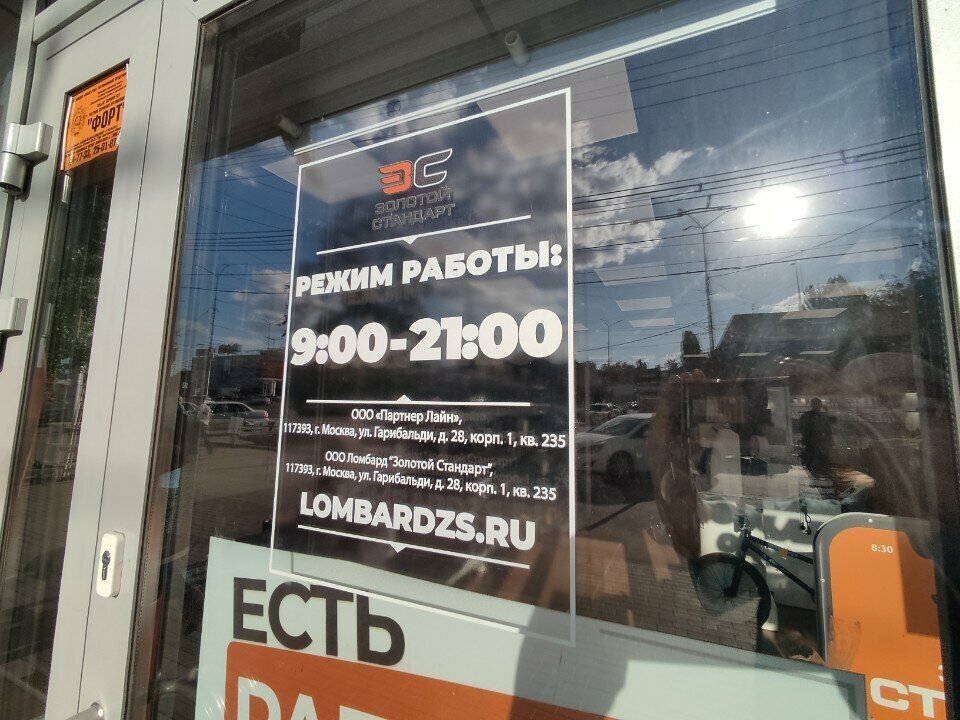 "ФОРТ"
ЗС
ЗОЛОТОЙ
СТАНДАРТ
РЕЖИМ РАБОТЫ:
9:00-21:00
ООО «Партнер Лайн»,
117393, г. Москва, ул. Гарибальди, д. 28, корп. 1, кв. 235
ООО Ломбард "Золотой Стандарт",
117393, г. Москва, ул. Гарибальди, д. 28, корп. 1, кв. 235
LOMBARDZS.RU
8:30
ЕСТЬ